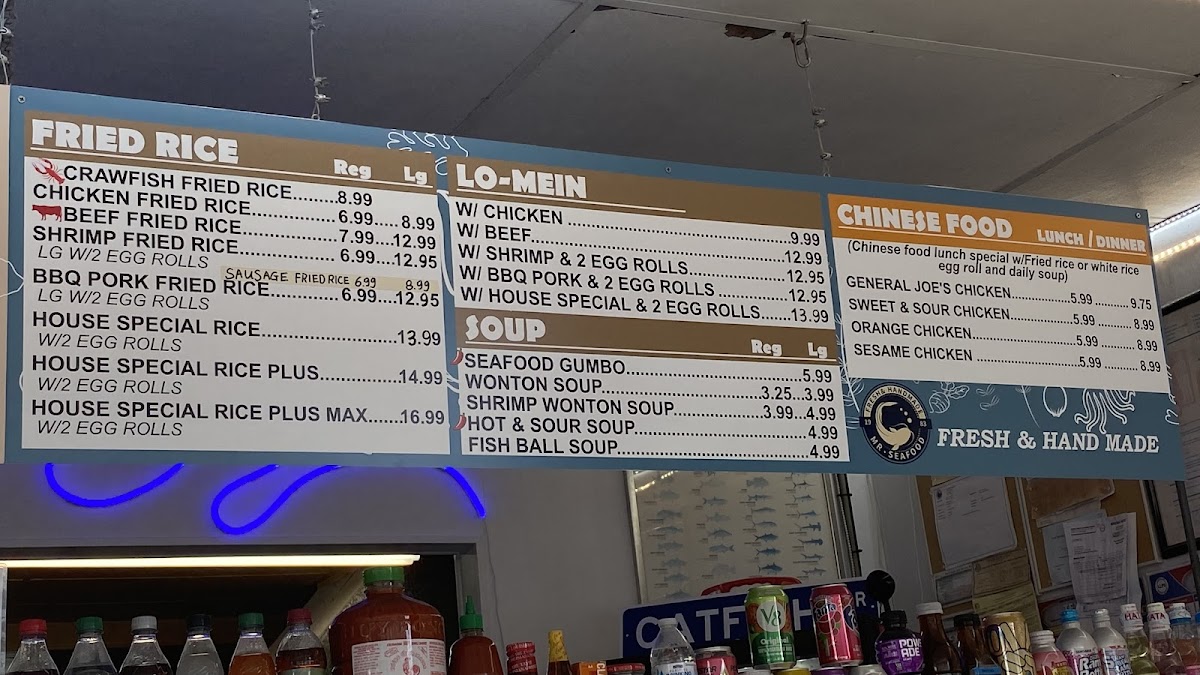 FRIED RICE
Reg Lg
CRAWFISH FRIED RICE........8.99
CHICKEN FRIED RICE..............6.99....8.99
BEEF FRIED RICE................7.99....12.99
SHRIMP FRIED RICE................6.99...12.95
LG W/2 EGG ROLLS
SAUSAGE FRIED RICE 6.99 8.99
BBQ PORK FRIED RICE............6.99...12.95
LG W/2 EGG ROLLS
HOUSE SPECIAL RICE.......................13.99
W/2 EGG ROLLS
HOUSE SPECIAL RICE PLUS..............14.99
W/2 EGG ROLLS
HOUSE SPECIAL RICE PLUS MAX......16.99
W/2 EGG ROLLS
LO-MEIN
W/ CHICKEN ........................................9.99
W/ BEEF............................................12.99
W/ SHRIMP & 2 EGG ROLLS................12.95
W/ BBQ PORK & 2 EGG ROLLS............12.95
W/ HOUSE SPECIAL & 2 EGG ROLLS......13.99
SOUP
Reg Lg
SEAFOOD GUMBO................................5.99
WONTON SOUP..........................3.25...3.99
SHRIMP WONTON SOUP..............3.99...4.99
HOT & SOUR SOUP..............................4.99
FISH BALL SOUP.................................4.99
CHINESE FOOD LUNCH / DINNER
(Chinese food lunch special w/Fried rice or white rice
egg roll and daily soup)
GENERAL JOE'S CHICKEN...............5.99 ..........9.75
SWEET & SOUR CHICKEN...............5.99 ..........8.99
ORANGE CHICKEN.......................5.99 ..........8.99
SESAME CHICKEN .......................5.99 ..........8.99
FRESH & HANDMADE
19 83
MR. SEAFOOD
FRESH & HAND MADE
CATF
V8
POWERADE